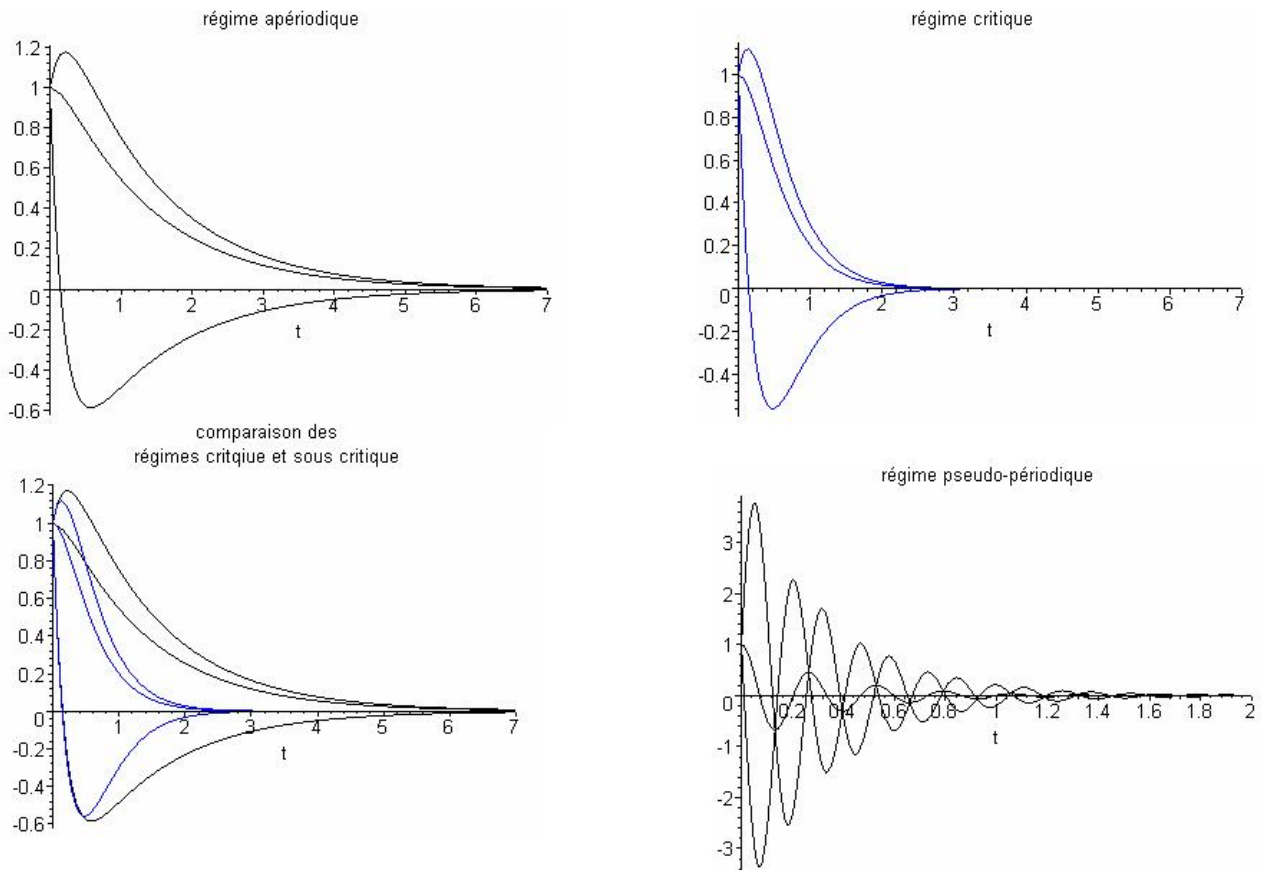 régime apériodique
1.2
1
0.8
0.6
0.4
0.2
0
-0.2
-0.4
-0.6
1 2 3 4 5 6 7
t
régime critique
1
0.8
0.6
0.4
0.2
0
-0.2
-0.4
1 2 3 4 5 6 7
t
comparaison des
régimes critqiue et sous critique
1.2
1
0.8
0.6
0.4
0.2
0
-0.2
-0.4
-0.6
1 2 3 4 5 6 7
t
régime pseudo-périodique
3
2
1
0
-1
-2
-3
0.2 0.4 0.6 0.8 1 1.2 1.4 1.6 1.8 2
t